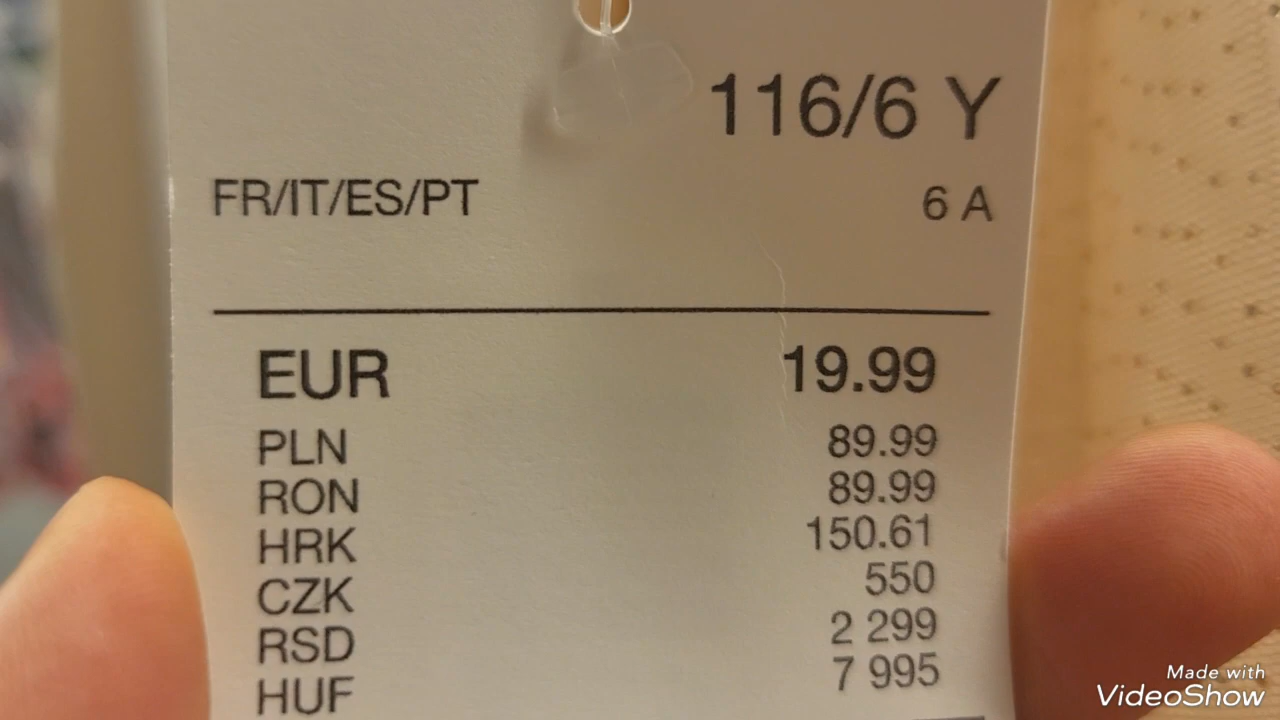 116/6 Y
FR/IT/ES/PT 6 A
EUR 19.99
PLN 89.99
RON 89.99
HRK 150.61
CZK 550
RSD 2 299
HUF 7 995
Made with
VideoShow